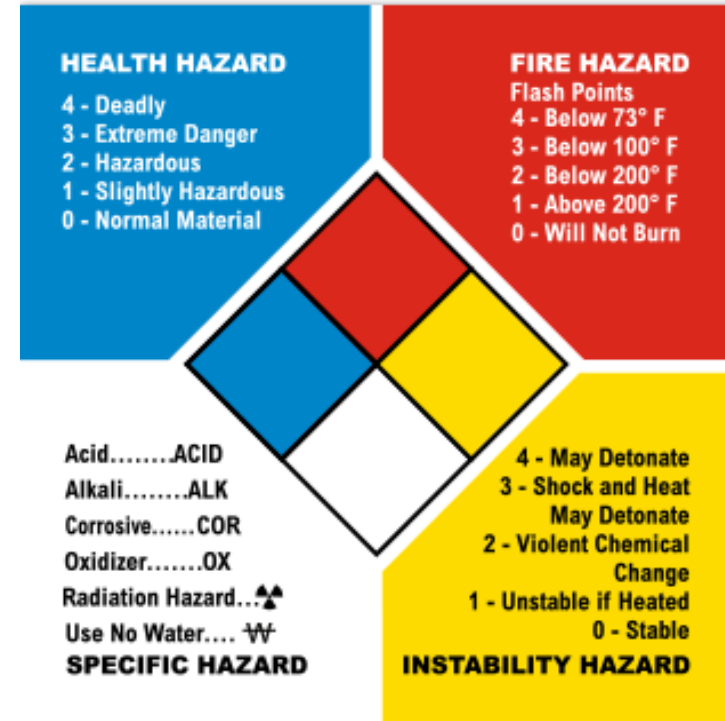 HEALTH HAZARD
4 - Deadly
3 - Extreme Danger
2 - Hazardous
1 - Slightly Hazardous
0 - Normal Material
FIRE HAZARD
Flash Points
4 - Below 73° F
3 - Below 100° F
2 - Below 200° F
1 - Above 200° F
0 - Will Not Burn
Acid........ACID
Alkali........ALK
Corrosive......COR
Oxidizer.......OX
Radiation Hazard...☢
Use No Water.... W̶
SPECIFIC HAZARD
4 - May Detonate
3 - Shock and Heat
May Detonate
2 - Violent Chemical
Change
1 - Unstable if Heated
0 - Stable
INSTABILITY HAZARD